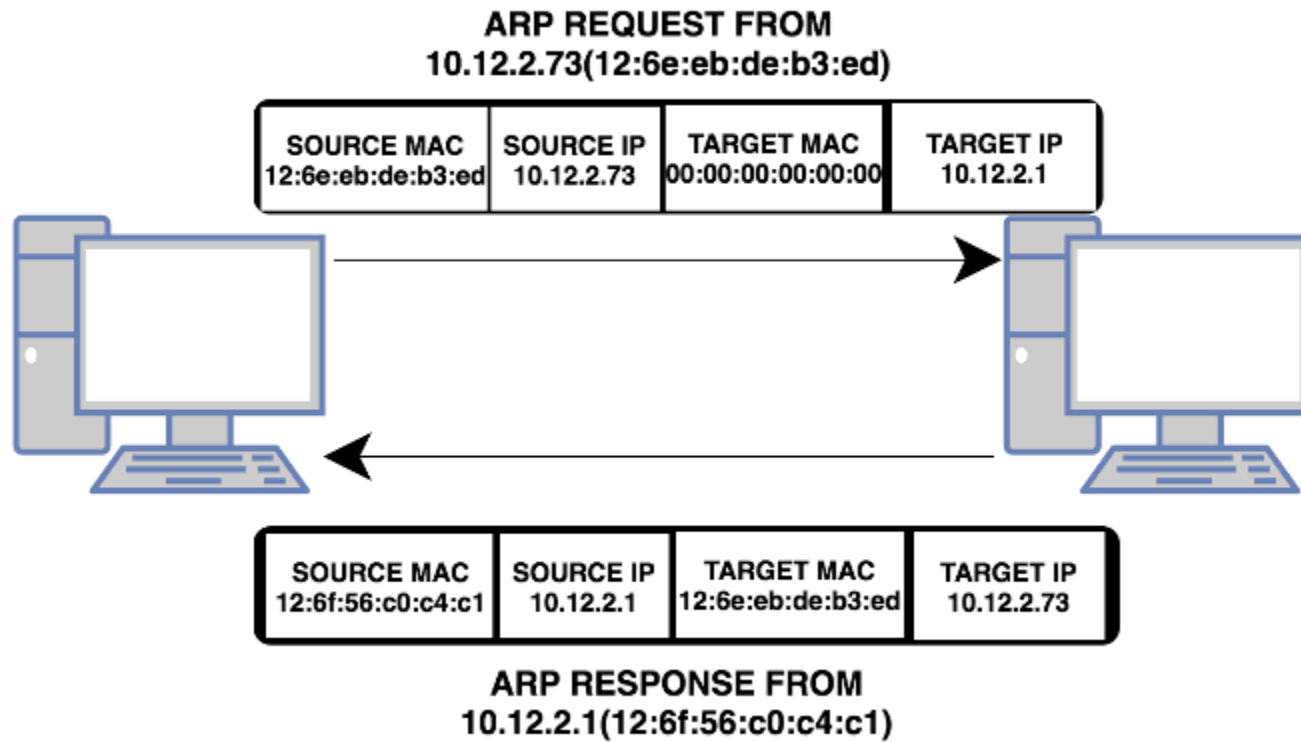 ARP REQUEST FROM
10.12.2.73(12:6e:eb:de:b3:ed)
SOURCE MAC
12:6e:eb:de:b3:ed
SOURCE IP
10.12.2.73
TARGET MAC
00:00:00:00:00:00
TARGET IP
10.12.2.1
SOURCE MAC
12:6f:56:c0:c4:c1
SOURCE IP
10.12.2.1
TARGET MAC
12:6e:eb:de:b3:ed
TARGET IP
10.12.2.73
ARP RESPONSE FROM
10.12.2.1(12:6f:56:c0:c4:c1)